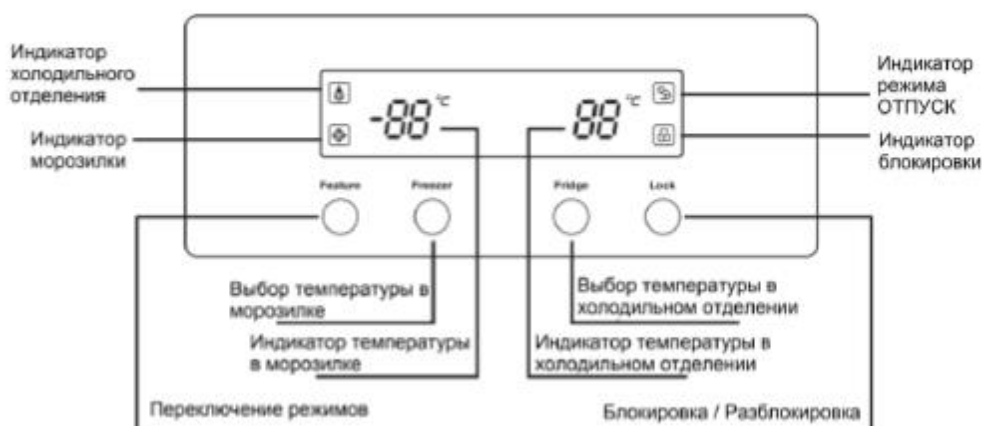 Индикатор
холодильного
отделения
Индикатор
морозилки
-88 °C
88 °C
Индикатор
режима
ОТПУСК
Индикатор
блокировки
Feature Freezer Fridge Lock
Выбор температуры в
морозилке
Выбор температуры в
холодильном отделении
Индикатор температуры
в морозилке
Индикатор температуры в
холодильном отделении
Переключение режимов
Блокировка / Разблокировка